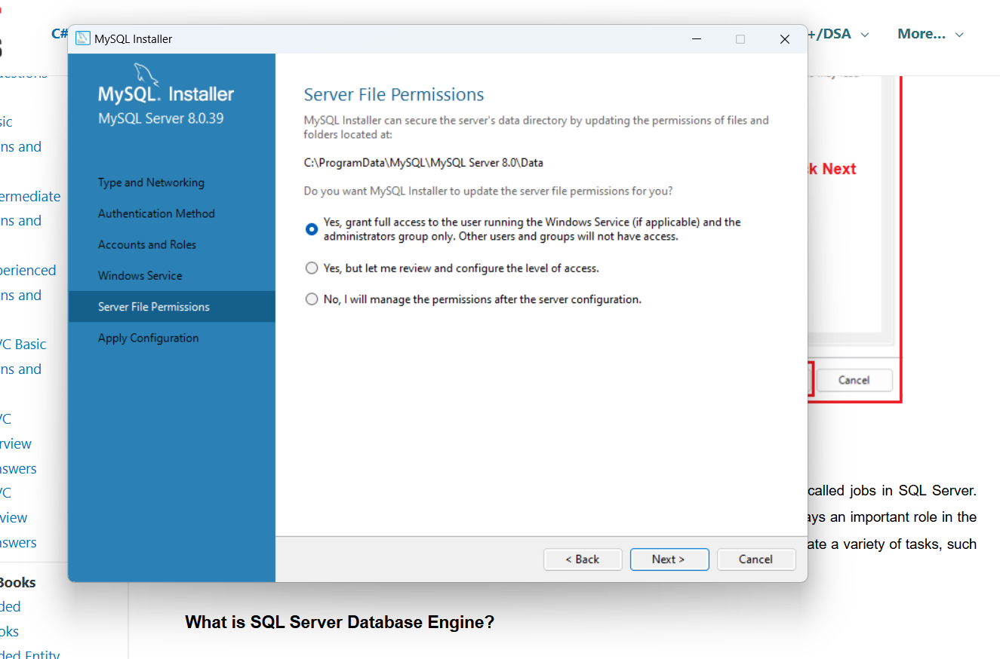 C#
+/DSA
More...
MySQL Installer
MySQL. Installer
MySQL Server 8.0.39
Type and Networking
Authentication Method
Accounts and Roles
Windows Service
Server File Permissions
Apply Configuration
Server File Permissions
MySQL Installer can secure the server's data directory by updating the permissions of files and
folders located at:
C:\ProgramData\MySQL\MySQL Server 8.0\Data
Do you want MySQL Installer to update the server file permissions for you?
Yes, grant full access to the user running the Windows Service (if applicable) and the
administrators group only. Other users and groups will not have access.
Yes, but let me review and configure the level of access.
No, I will manage the permissions after the server configuration.
< Back
Next >
Cancel
sic
ns and
ermediate
ns and
perienced
ns and
VC Basic
ns and
VC
rview
nswers
VC
view
nswers
Books
ded
oks
ded Entity
k Next
Cancel
called jobs in SQL Server.
ays an important role in the
ate a variety of tasks, such
What is SQL Server Database Engine?